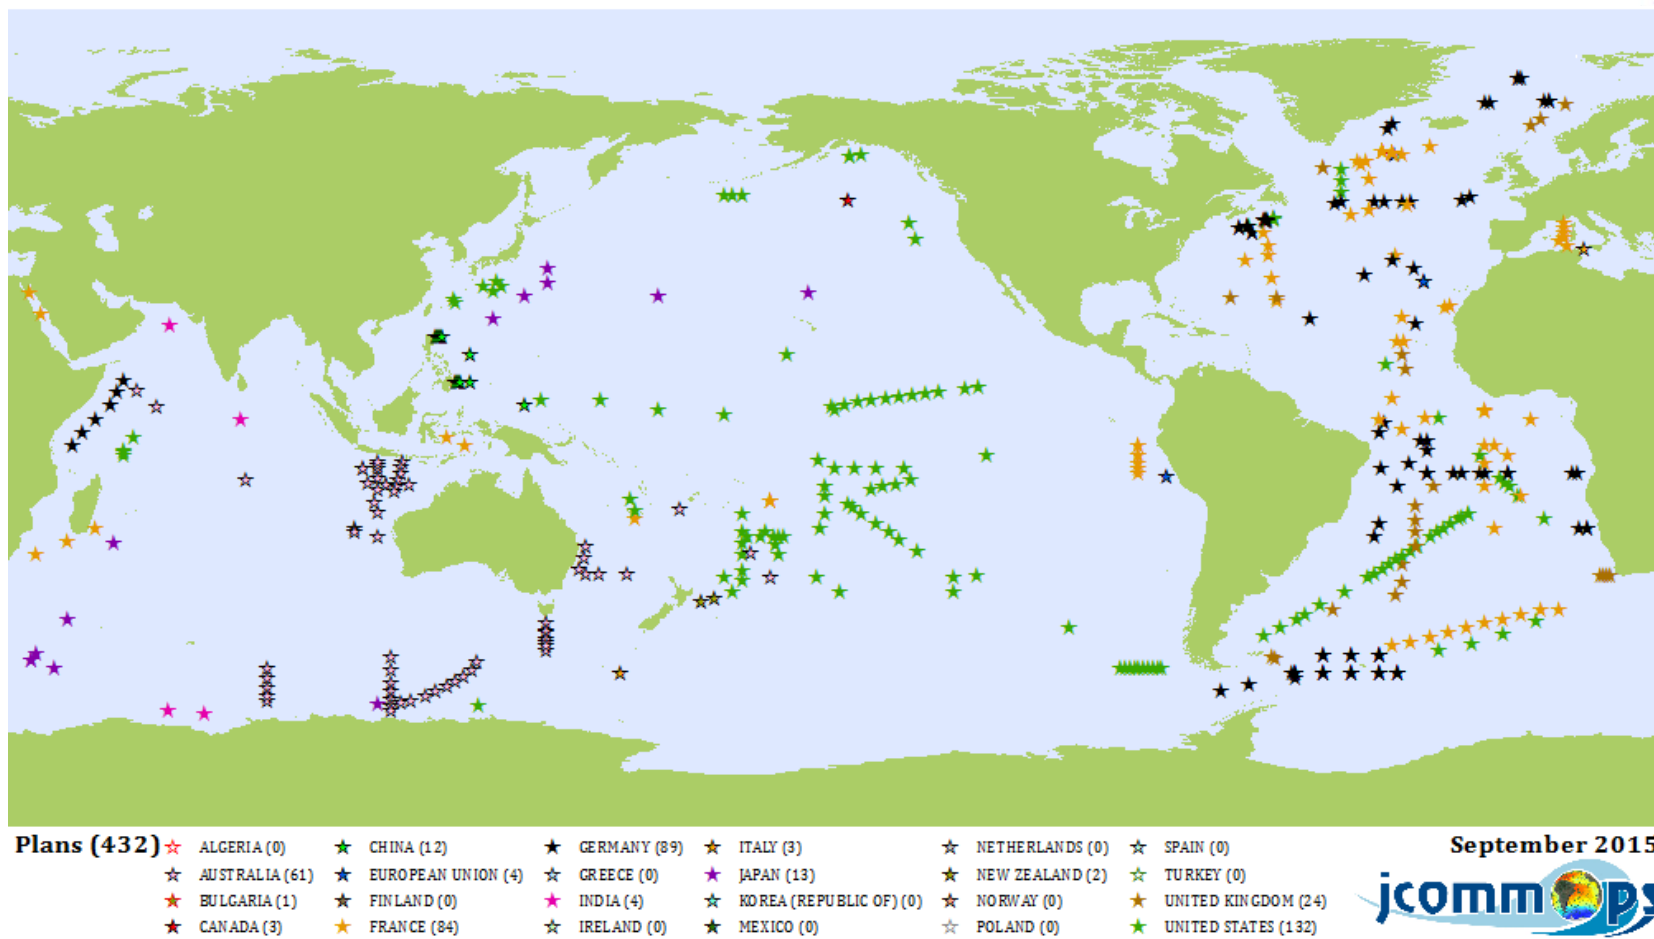 Plans (432) ALGERIA (0) CHINA (12) GERMANY (89) ITALY (3) NETHERLANDS (0) SPAIN (0) September 2015
AUSTRALIA (61) EUROPEAN UNION (4) GREECE (0) JAPAN (13) NEW ZEALAND (2) TURKEY (0)
BULGARIA (1) FINLAND (0) INDIA (4) KOREA (REPUBLIC OF) (0) NORWAY (0) UNITED KINGDOM (24)
CANADA (3) FRANCE (84) IRELAND (0) MEXICO (0) POLAND (0) UNITED STATES (132)
jcommops